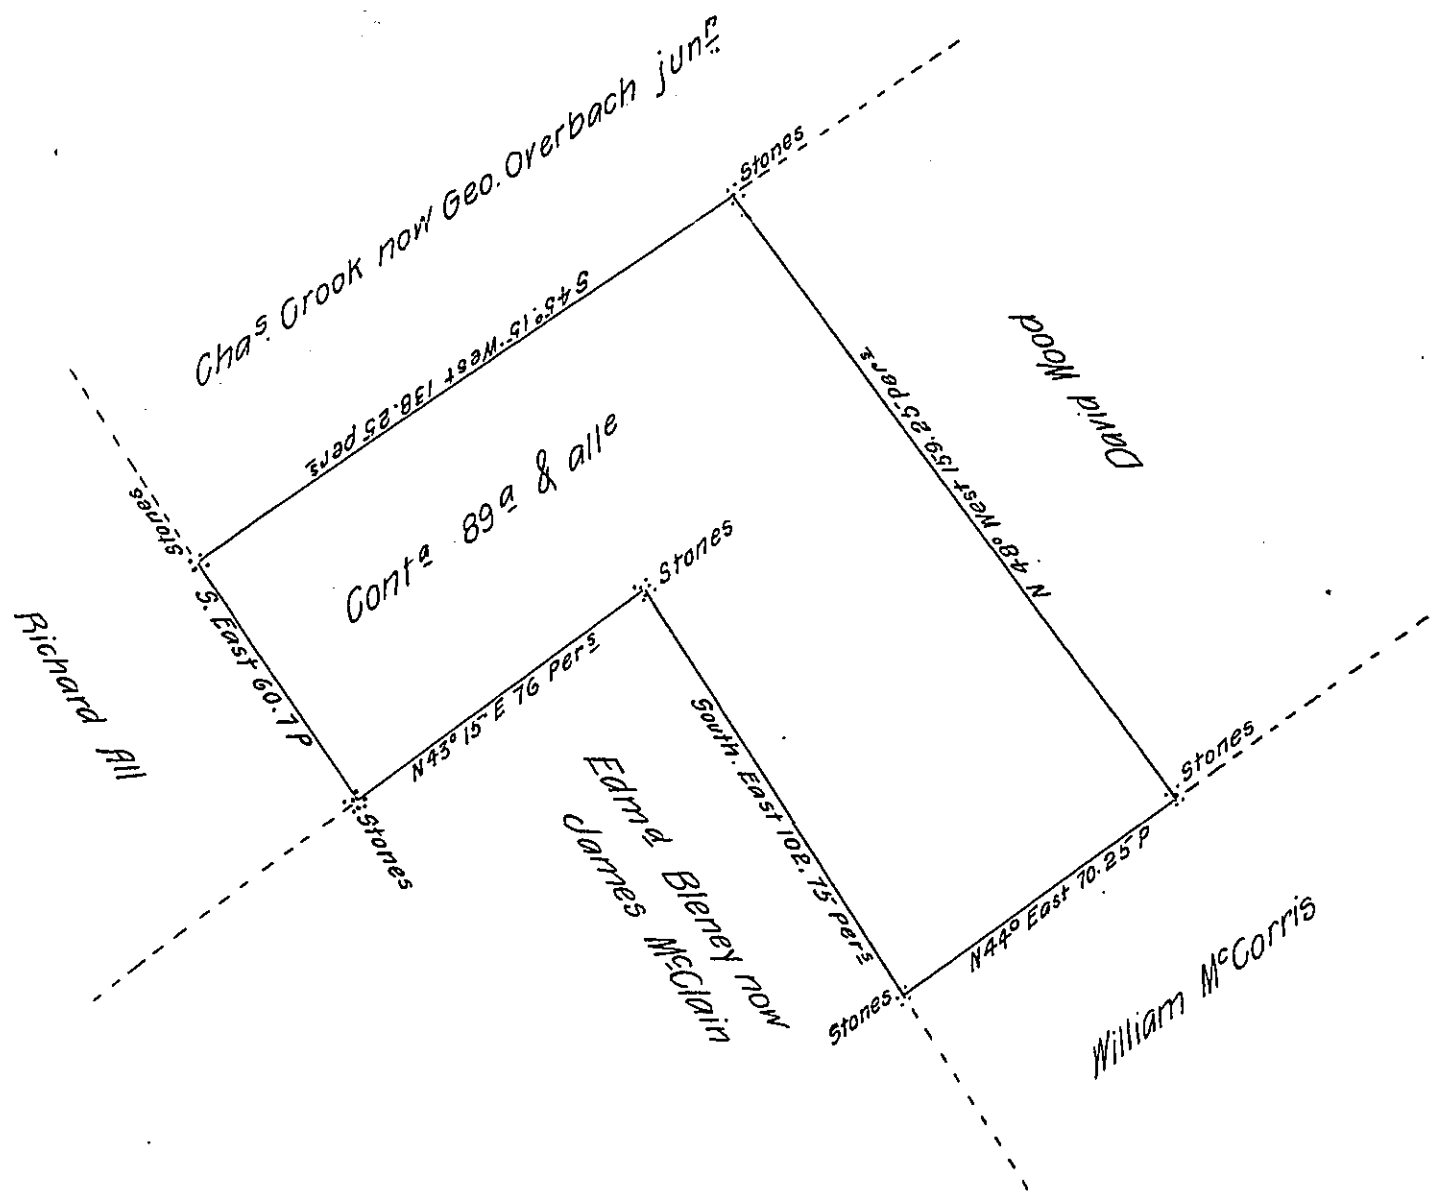 Chaˢ. Crook now Geo. Overbach junʳ
Stones
S 45°.15'. West 138.25 perˢ
David Wood
N 48° West 159.25 perˢ
Contᵃ 89ᵃ & alle
Stones
Stones
S. East 60.7 P
Richard All
N 43° 15' E 76 Perˢ
Stones
South. East 102.75 Perˢ
Edmᵈ Bleney now
James MᶜClain
Stones
N 44° East 70.25 P
Stones
William MᶜCorris